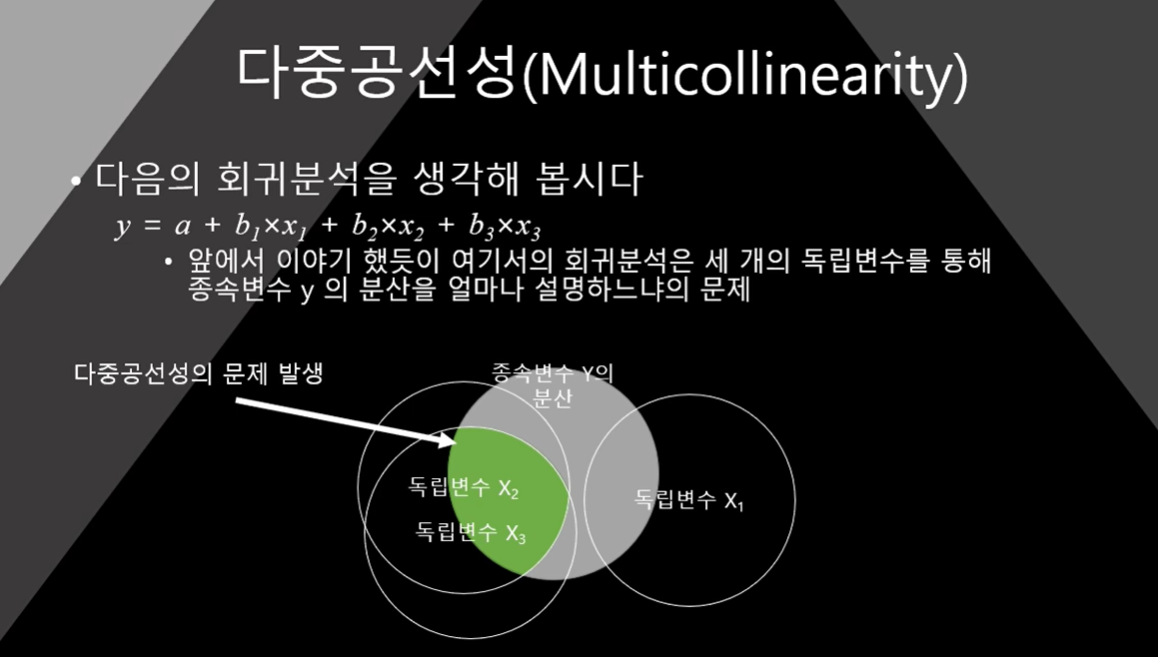 다중공선성(Multicollinearity)
• 다음의 회귀분석을 생각해 봅시다
y = a + b₁×x₁ + b₂×x₂ + b₃×x₃
• 앞에서 이야기 했듯이 여기서의 회귀분석은 세 개의 독립변수를 통해
종속변수 y 의 분산을 얼마나 설명하느냐의 문제
다중공선성의 문제 발생
종속변수 Y의
분산
독립변수 X₂
독립변수 X₃
독립변수 X₁